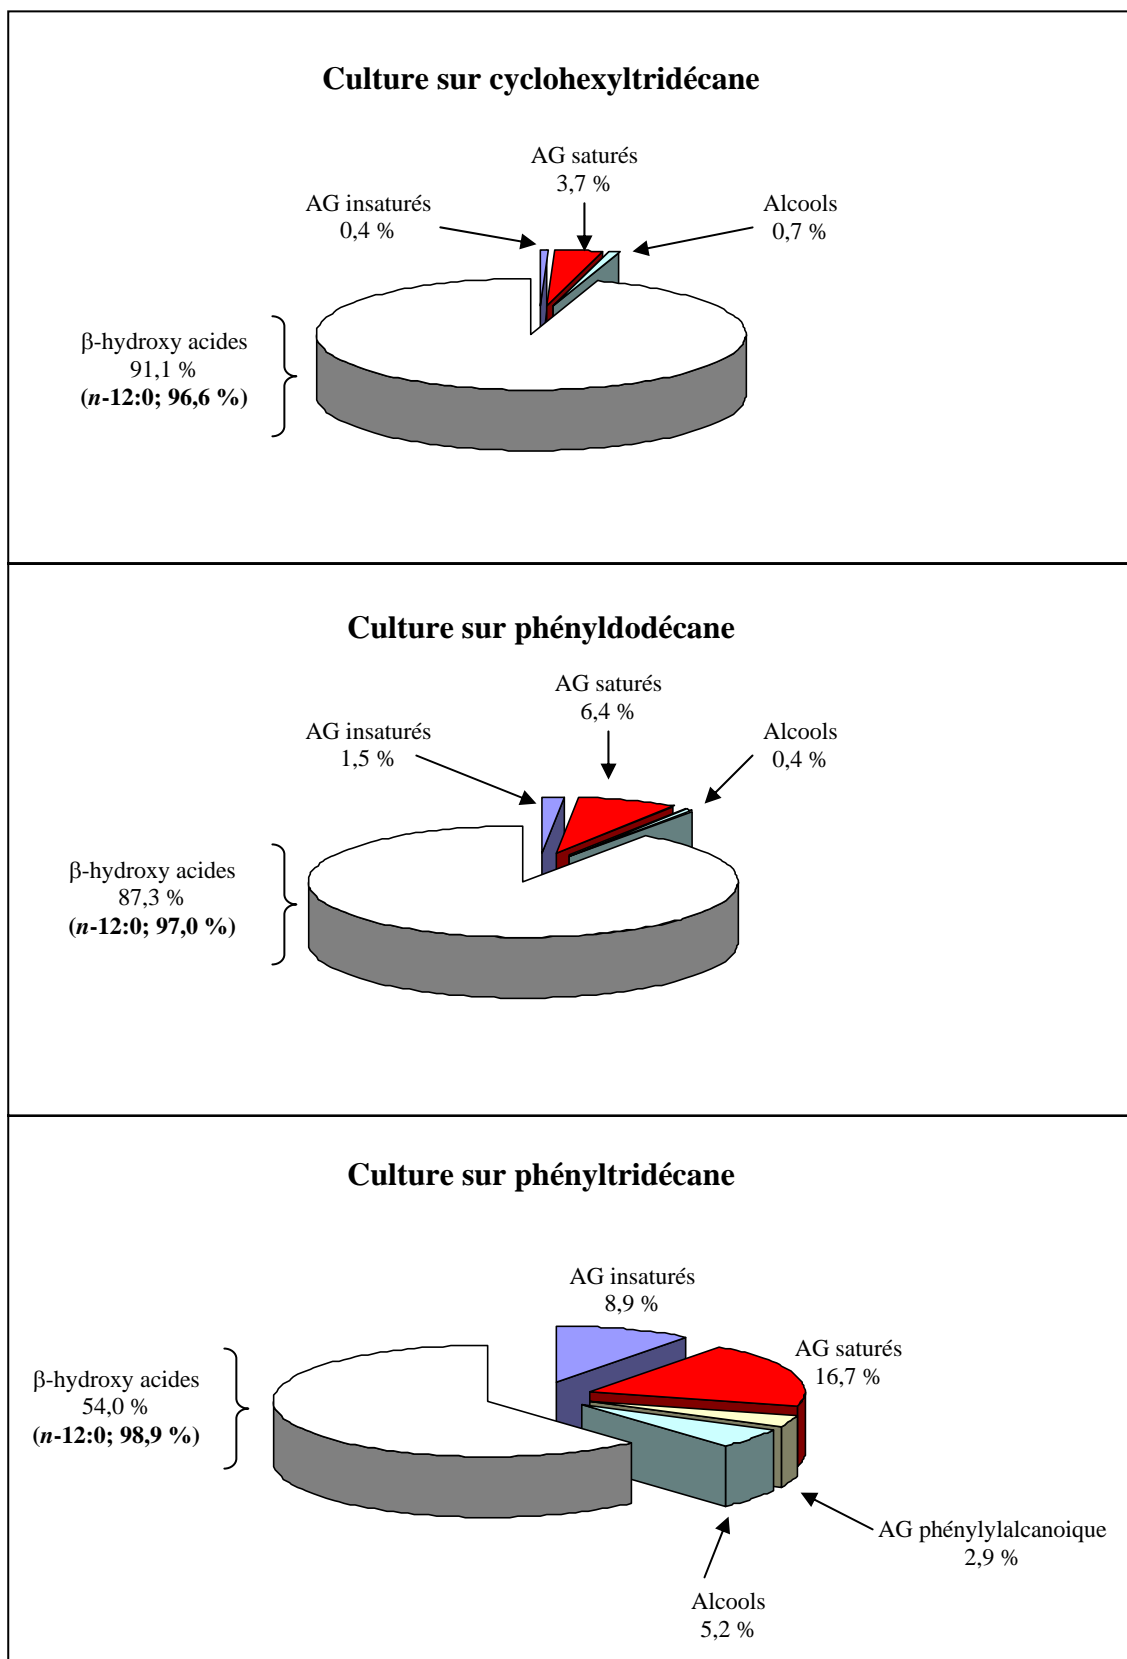 Culture sur cyclohexyltridécane
AG saturés
3,7 %
AG insaturés
0,4 %
Alcools
0,7 %
β-hydroxy acides
91,1 %
(n-12:0; 96,6 %)
Culture sur phényldodécane
AG saturés
6,4 %
AG insaturés
1,5 %
Alcools
0,4 %
β-hydroxy acides
87,3 %
(n-12:0; 97,0 %)
Culture sur phényltridécane
AG insaturés
8,9 %
AG saturés
16,7 %
β-hydroxy acides
54,0 %
(n-12:0; 98,9 %)
AG phénylylalcanoique
2,9 %
Alcools
5,2 %